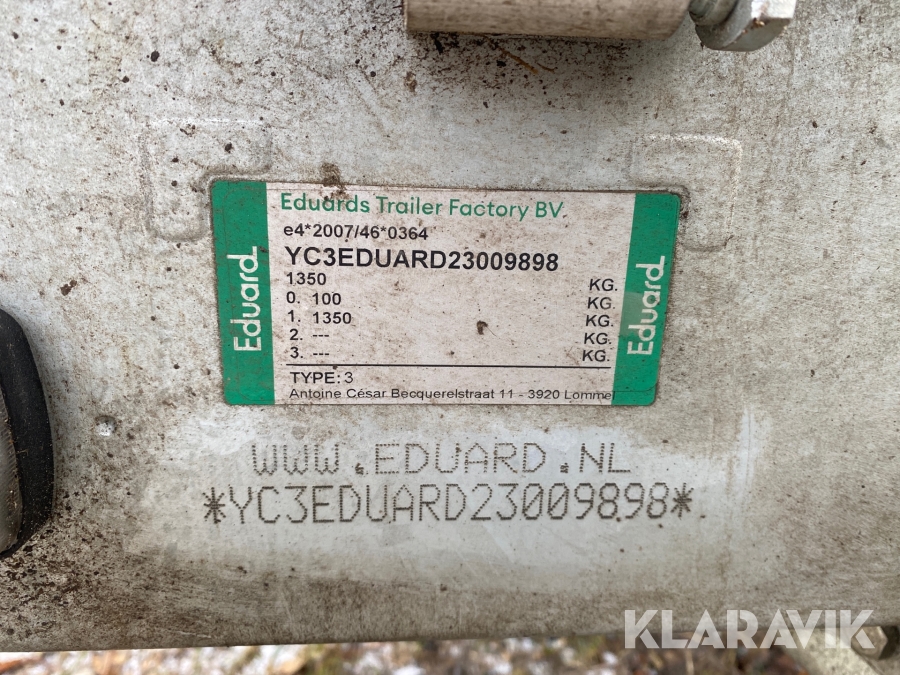 Eduards Trailer Factory BV.
e4*2007/46*0364
YC3EDUARD23009898
1350 KG.
0. 100 KG.
1. 1350 KG.
2. --- KG.
3. --- KG.
TYPE: 3
Antoine César Becquerelstraat 11 - 3920 Lommel
Eduard
Eduard
WWW.EDUARD.NL
*YC3EDUARD23009898*
KLARAVIK